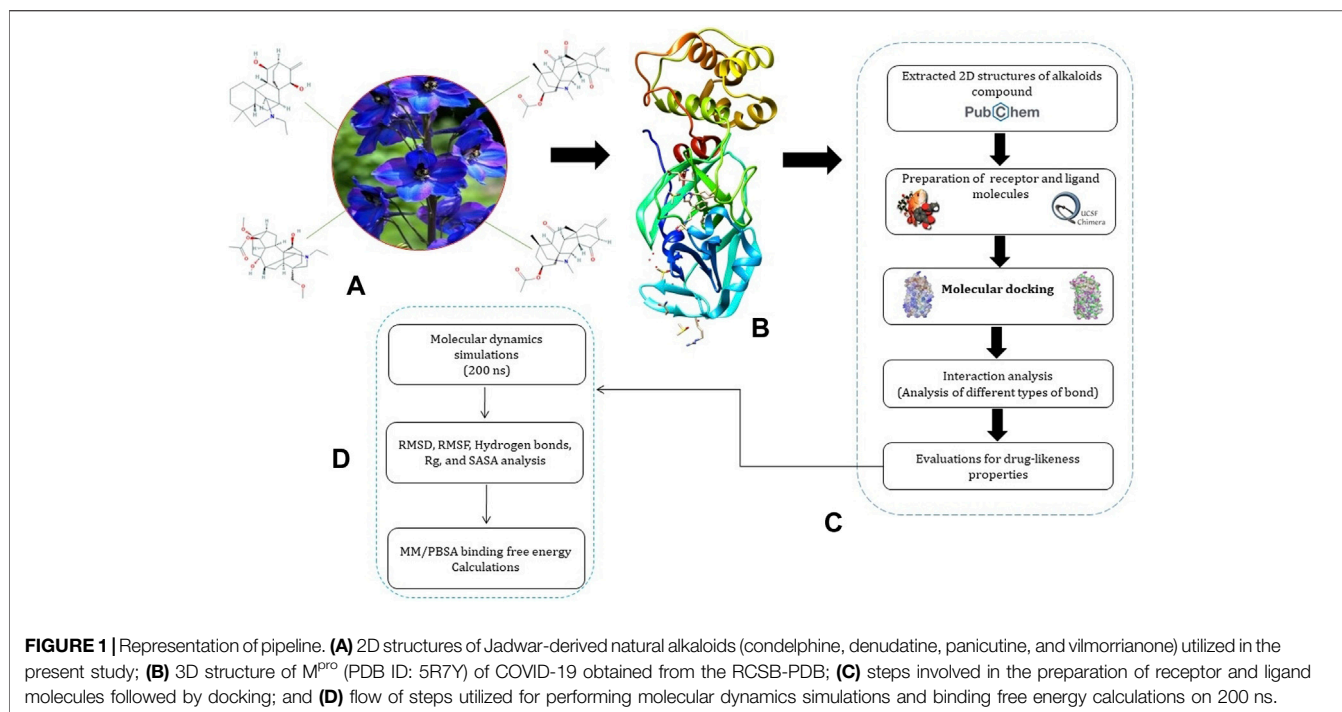 A
B
Extracted 2D structures of alkaloids
compound
PubChem
Preparation of receptor and ligand
molecules
UCSF
Chimera
Molecular docking
Interaction analysis
(Analysis of different types of bond)
Evaluations for drug-likeness
properties
C
Molecular dynamics
simulations
(200 ns)
RMSD, RMSF, Hydrogen bonds,
Rg, and SASA analysis
MM/PBSA binding free energy
Calculations
D
FIGURE 1 | Representation of pipeline. (A) 2D structures of Jadwar-derived natural alkaloids (condelphine, denudatine, panicutine, and vilmorrianone) utilized in the
present study; (B) 3D structure of Mpro (PDB ID: 5R7Y) of COVID-19 obtained from the RCSB-PDB; (C) steps involved in the preparation of receptor and ligand
molecules followed by docking; and (D) flow of steps utilized for performing molecular dynamics simulations and binding free energy calculations on 200 ns.